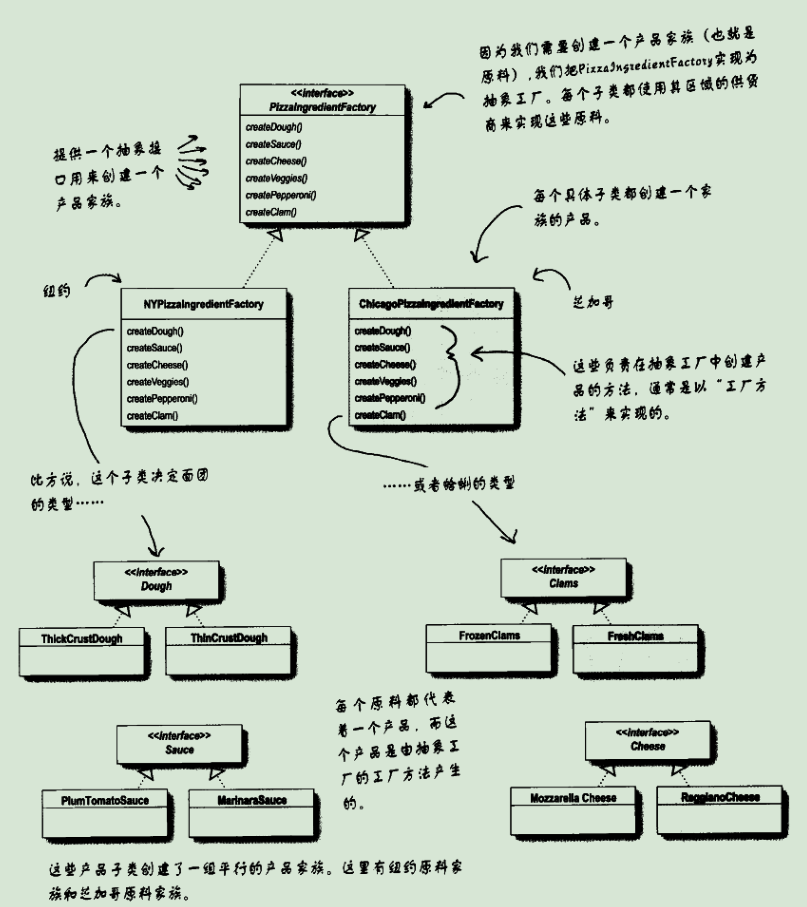 因为我们需要创建一个产品家族（也就是
原料），我们把PizzaIngredientFactory实现为
抽象工厂。每个子类都使用其区域的供货
商来实现这些原料。
<<interface>>
PizzaIngredientFactory
createDough()
createSauce()
createCheese()
createVeggies()
createPepperoni()
createClam()
提供一个抽象接
口用来创建一个
产品家族。
每个具体子类都创建一个家
族的产品。
纽约
NYPizzaIngredientFactory
createDough()
createSauce()
createCheese()
createVeggies()
createPepperoni()
createClam()
ChicagoPizzaIngredientFactory
createDough()
createSauce()
createCheese()
createVeggies()
createPepperoni()
createClam()
芝加哥
这些负责在抽象工厂中创建产
品的方法，通常是以“工厂方
法”来实现的。
比方说，这个子类决定面团
的类型……
……或者蛤蜊的类型
<<interface>>
Dough
ThickCrustDough
ThinCrustDough
<<interface>>
Clams
FrozenClams
FreshClams
每个原料都代表
着一个产品，而这
个产品是由抽象工
厂的工厂方法产生
的。
<<interface>>
Sauce
PlumTomatoSauce
MarinaraSauce
<<interface>>
Cheese
Mozzarella Cheese
ReggianoCheese
这些产品子类创建了一组平行的产品家族。这里有纽约原料家
族和芝加哥原料家族。